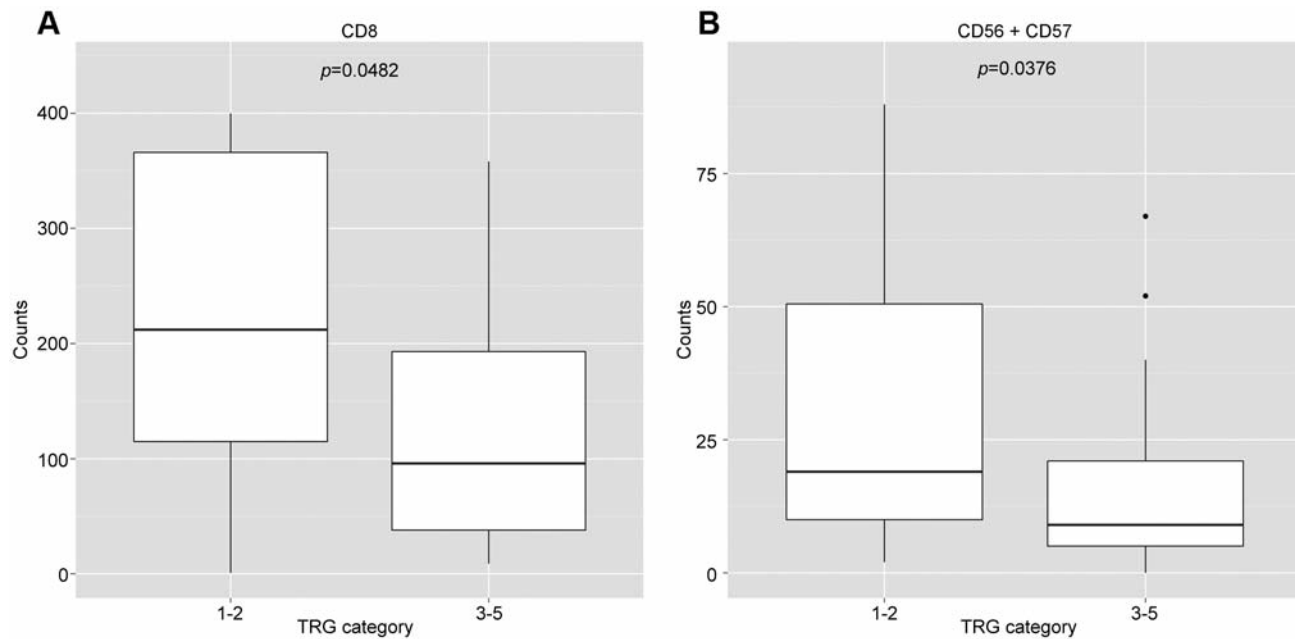 A
CD8
p=0.0482
400
300
200
100
0
Counts
1-2
3-5
TRG category
B
CD56 + CD57
p=0.0376
75
50
25
0
Counts
1-2
3-5
TRG category